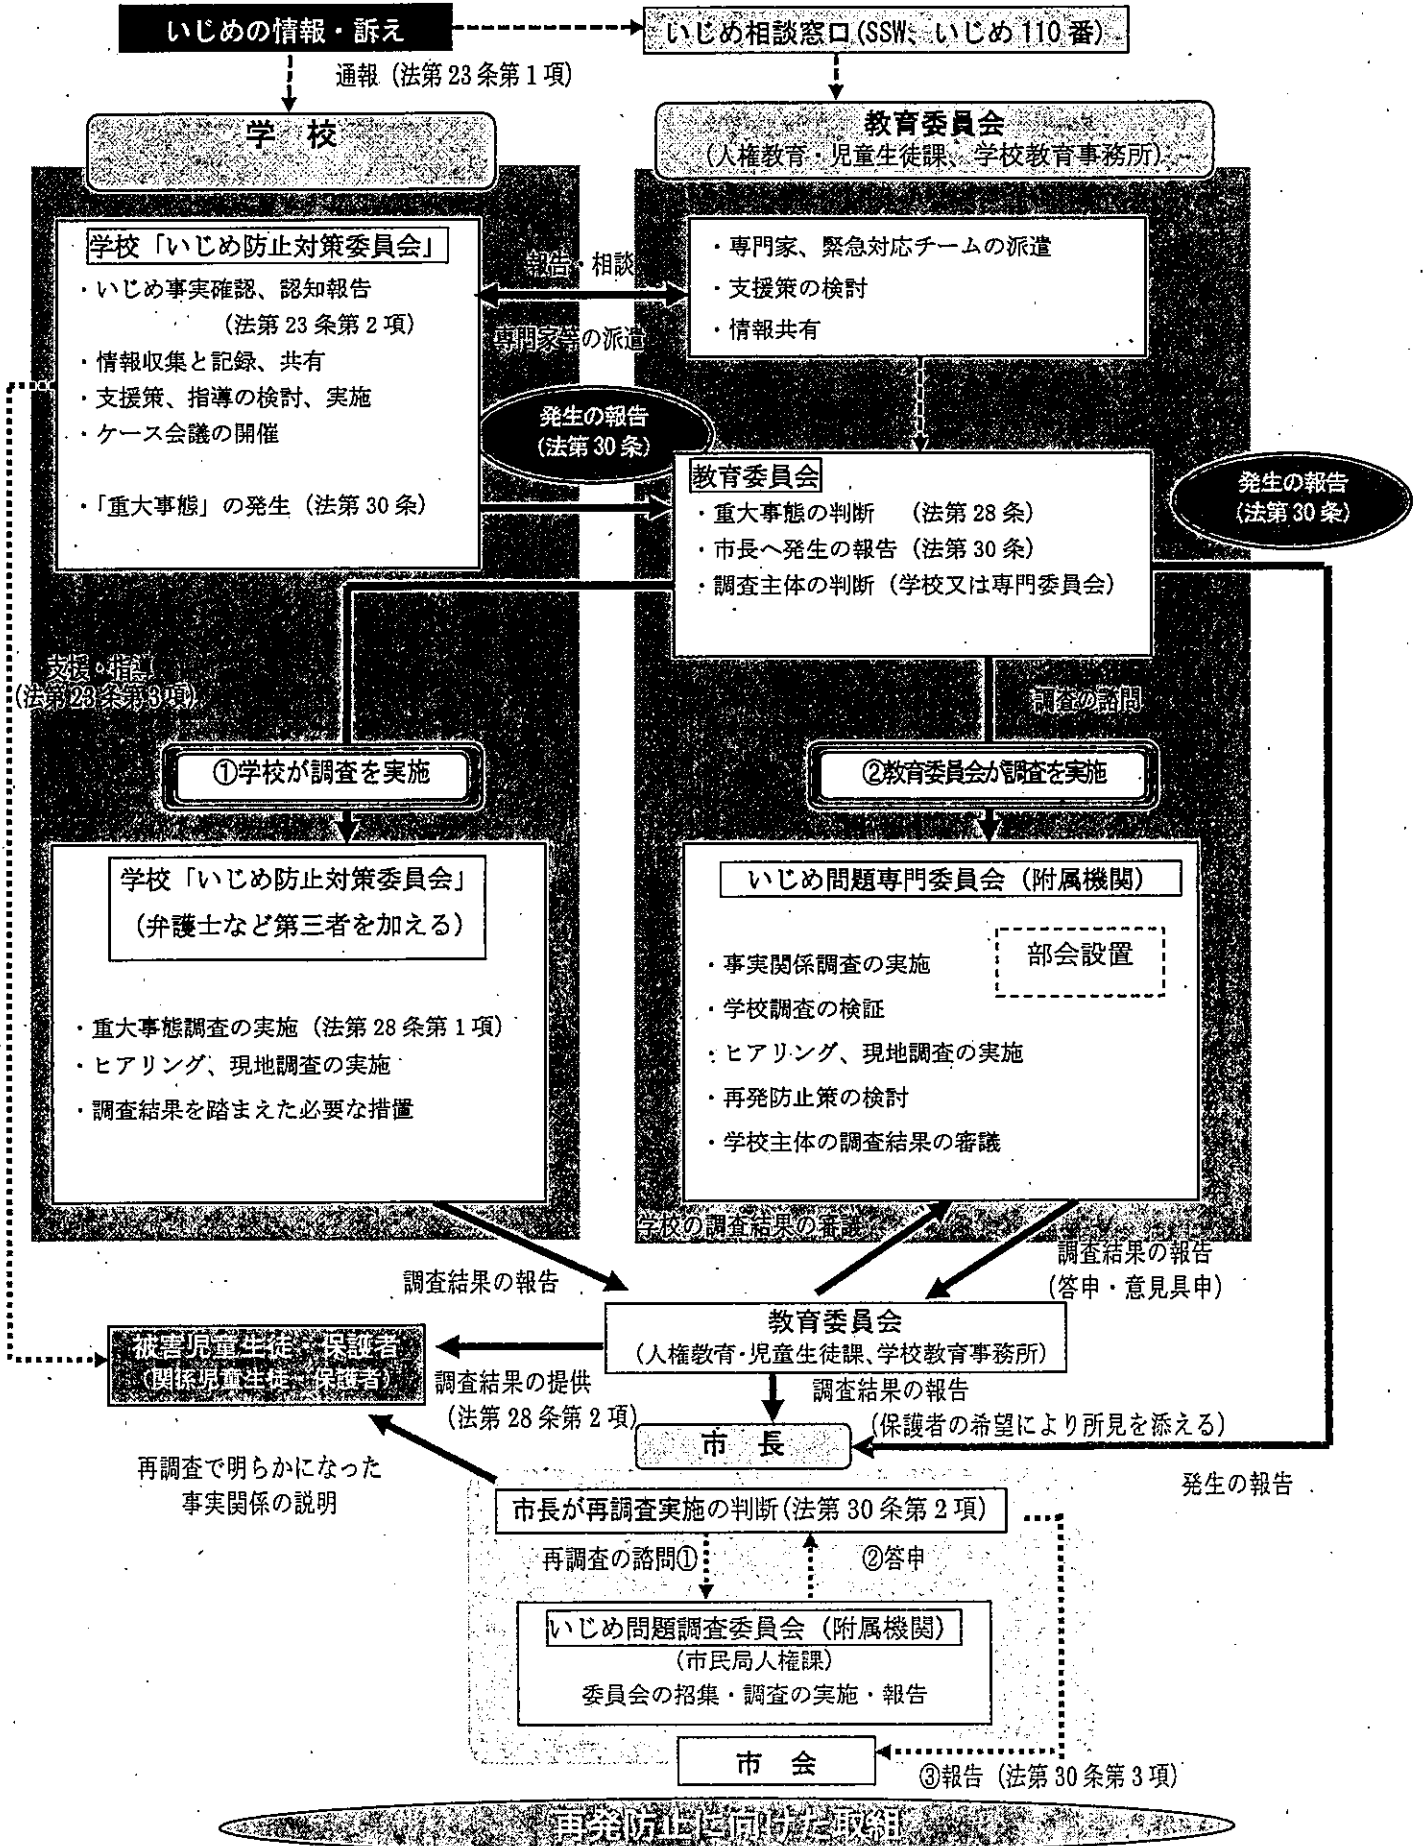 いじめの情報・訴え
いじめ相談窓口(SSW、いじめ110番)
通報（法第23条第1項）
学　校
教育委員会
(人権教育・児童生徒課、学校教育事務所)
学校「いじめ防止対策委員会」
・いじめ事実確認、認知報告
（法第23条第2項）
・情報収集と記録、共有
・支援策、指導の検討、実施
・ケース会議の開催
・「重大事態」の発生（法第30条）
報告・相談
専門家等の派遣
・専門家、緊急対応チームの派遣
・支援策の検討
・情報共有
発生の報告
(法第30条)
教育委員会
・重大事態の判断　（法第28条）
・市長へ発生の報告（法第30条）
・調査主体の判断（学校又は専門委員会）
発生の報告
(法第30条)
支援・指導
(法第23条第3項)
調査の諮問
①学校が調査を実施
②教育委員会が調査を実施
学校「いじめ防止対策委員会」
（弁護士など第三者を加える）
・重大事態調査の実施（法第28条第1項）
・ヒアリング、現地調査の実施
・調査結果を踏まえた必要な措置
いじめ問題専門委員会（附属機関）
部会設置
・事実関係調査の実施
・学校調査の検証
・ヒアリング、現地調査の実施
・再発防止策の検討
・学校主体の調査結果の審議
学校の調査結果の審議
調査結果の報告
調査結果の報告
(答申・意見具申)
教育委員会
(人権教育・児童生徒課、学校教育事務所)
被害児童生徒・保護者
(関係児童生徒・保護者)
調査結果の提供
(法第28条第2項)
調査結果の報告
(保護者の希望により所見を添える)
市　長
再調査で明らかになった
事実関係の説明
発生の報告
市長が再調査実施の判断(法第30条第2項)
再調査の諮問①
②答申
いじめ問題調査委員会（附属機関）
(市民局人権課)
委員会の招集・調査の実施・報告
市　会
③報告（法第30条第3項）
再発防止に向けた取組